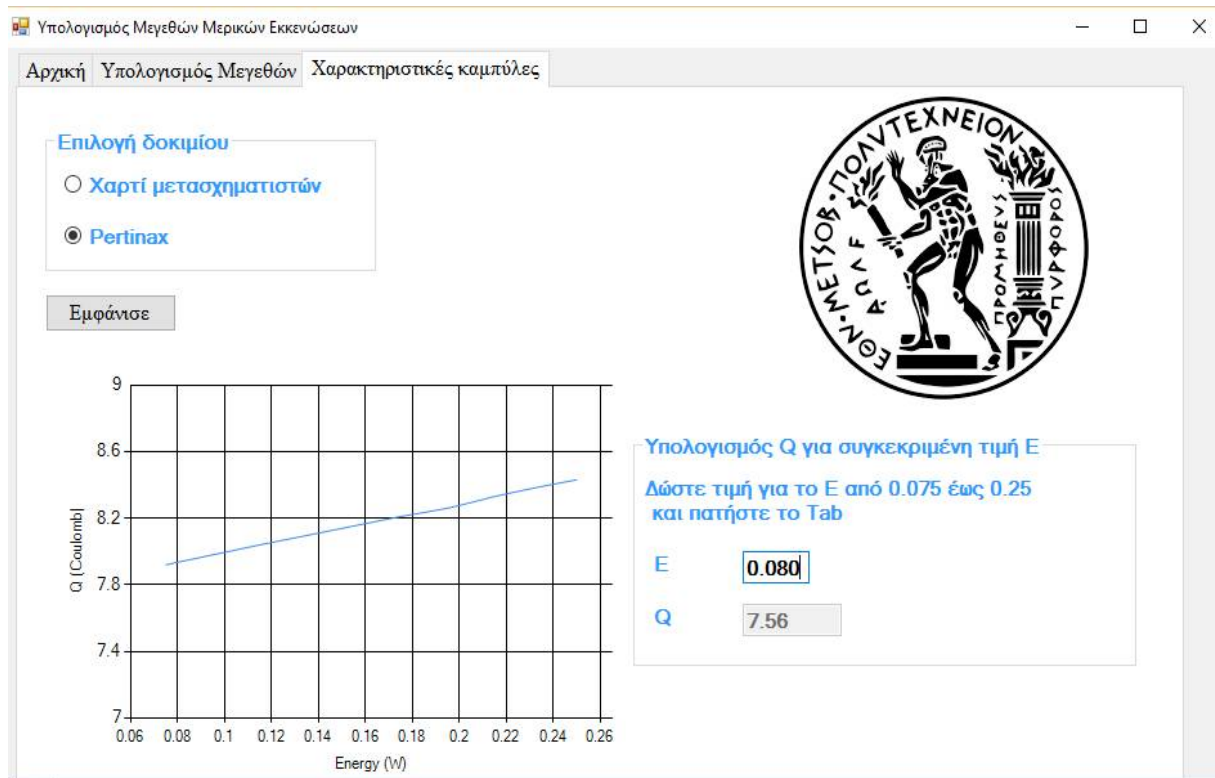 Υπολογισμός Μεγεθών Μερικών Εκκενώσεων
Αρχική Υπολογισμός Μεγεθών Χαρακτηριστικές καμπύλες
Επιλογή δοκιμίου
Χαρτί μετασχηματιστών
Pertinax
Εμφάνισε
ΕΘΝ·ΜΕΤΣΟΒ·ΠΟΛΥΤΕΧΝΕΙΟΝ
ΠΡΟΜΗΘΕVS
ΠVΡΦΟΡΟS
9
8.6
8.2
7.8
7.4
7
Q (Coulomb)
0.06 0.08 0.1 0.12 0.14 0.16 0.18 0.2 0.22 0.24 0.26
Energy (W)
Υπολογισμός Q για συγκεκριμένη τιμή E
Δώστε τιμή για το E από 0.075 έως 0.25
και πατήστε το Tab
E 0.080
Q 7.56